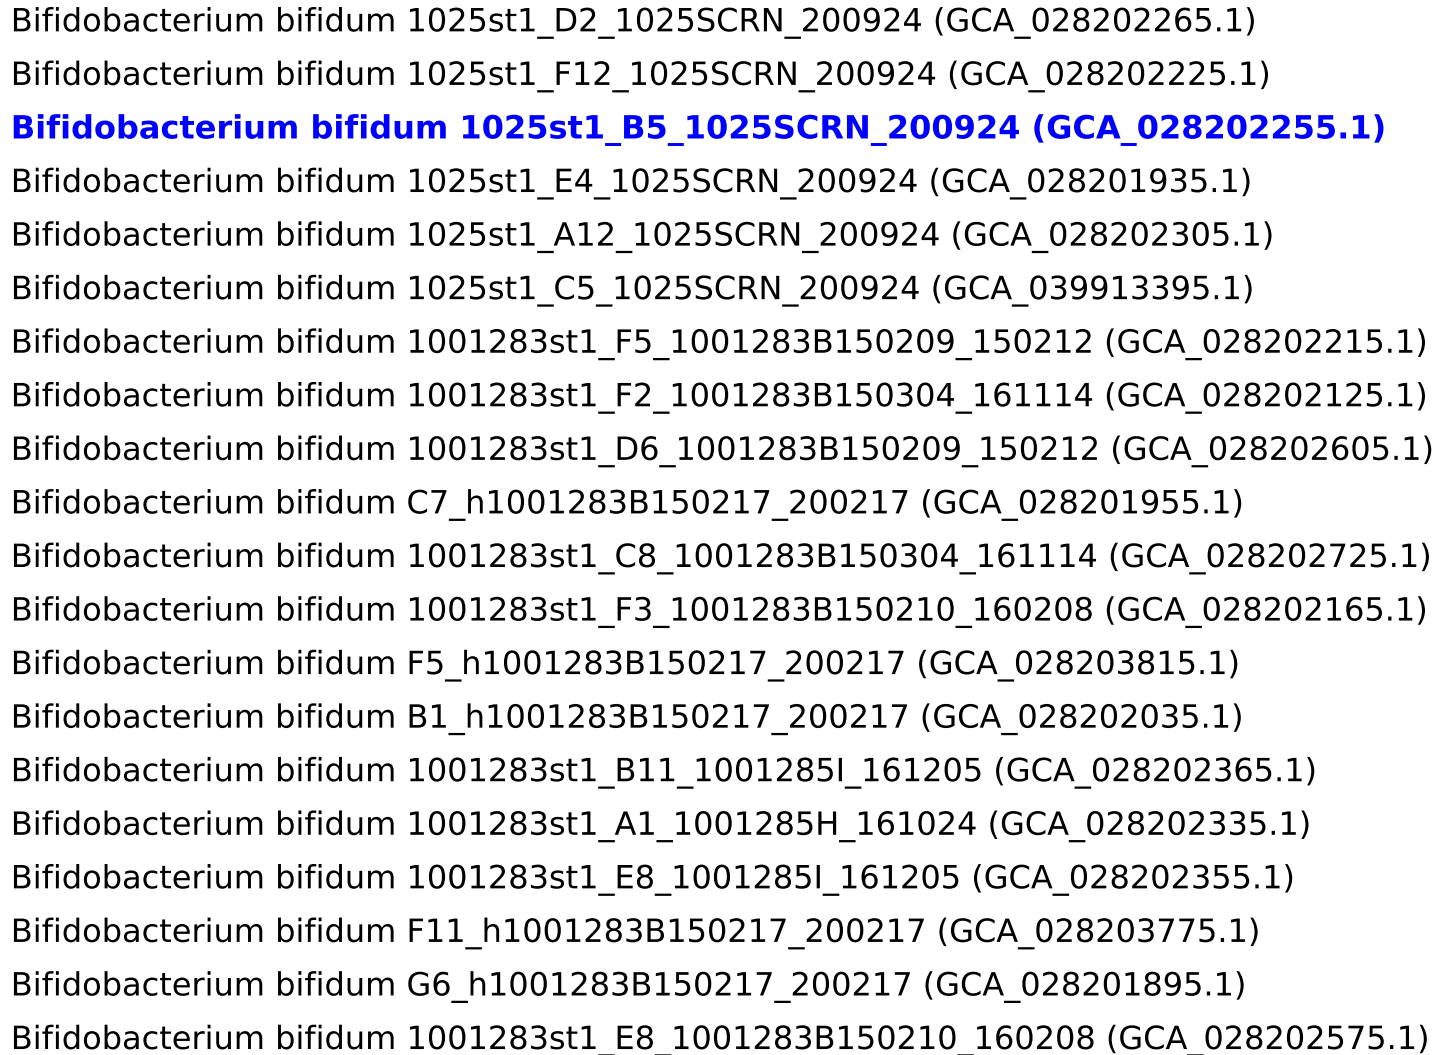 Bifidobacterium bifidum 1025st1_D2_1025SCRN_200924 (GCA_028202265.1)
Bifidobacterium bifidum 1025st1_F12_1025SCRN_200924 (GCA_028202225.1)
Bifidobacterium bifidum 1025st1_B5_1025SCRN_200924 (GCA_028202255.1)
Bifidobacterium bifidum 1025st1_E4_1025SCRN_200924 (GCA_028201935.1)
Bifidobacterium bifidum 1025st1_A12_1025SCRN_200924 (GCA_028202305.1)
Bifidobacterium bifidum 1025st1_C5_1025SCRN_200924 (GCA_039913395.1)
Bifidobacterium bifidum 1001283st1_F5_1001283B150209_150212 (GCA_028202215.1)
Bifidobacterium bifidum 1001283st1_F2_1001283B150304_161114 (GCA_028202125.1)
Bifidobacterium bifidum 1001283st1_D6_1001283B150209_150212 (GCA_028202605.1)
Bifidobacterium bifidum C7_h1001283B150217_200217 (GCA_028201955.1)
Bifidobacterium bifidum 1001283st1_C8_1001283B150304_161114 (GCA_028202725.1)
Bifidobacterium bifidum 1001283st1_F3_1001283B150210_160208 (GCA_028202165.1)
Bifidobacterium bifidum F5_h1001283B150217_200217 (GCA_028203815.1)
Bifidobacterium bifidum B1_h1001283B150217_200217 (GCA_028202035.1)
Bifidobacterium bifidum 1001283st1_B11_1001285I_161205 (GCA_028202365.1)
Bifidobacterium bifidum 1001283st1_A1_1001285H_161024 (GCA_028202335.1)
Bifidobacterium bifidum 1001283st1_E8_1001285I_161205 (GCA_028202355.1)
Bifidobacterium bifidum F11_h1001283B150217_200217 (GCA_028203775.1)
Bifidobacterium bifidum G6_h1001283B150217_200217 (GCA_028201895.1)
Bifidobacterium bifidum 1001283st1_E8_1001283B150210_160208 (GCA_028202575.1)